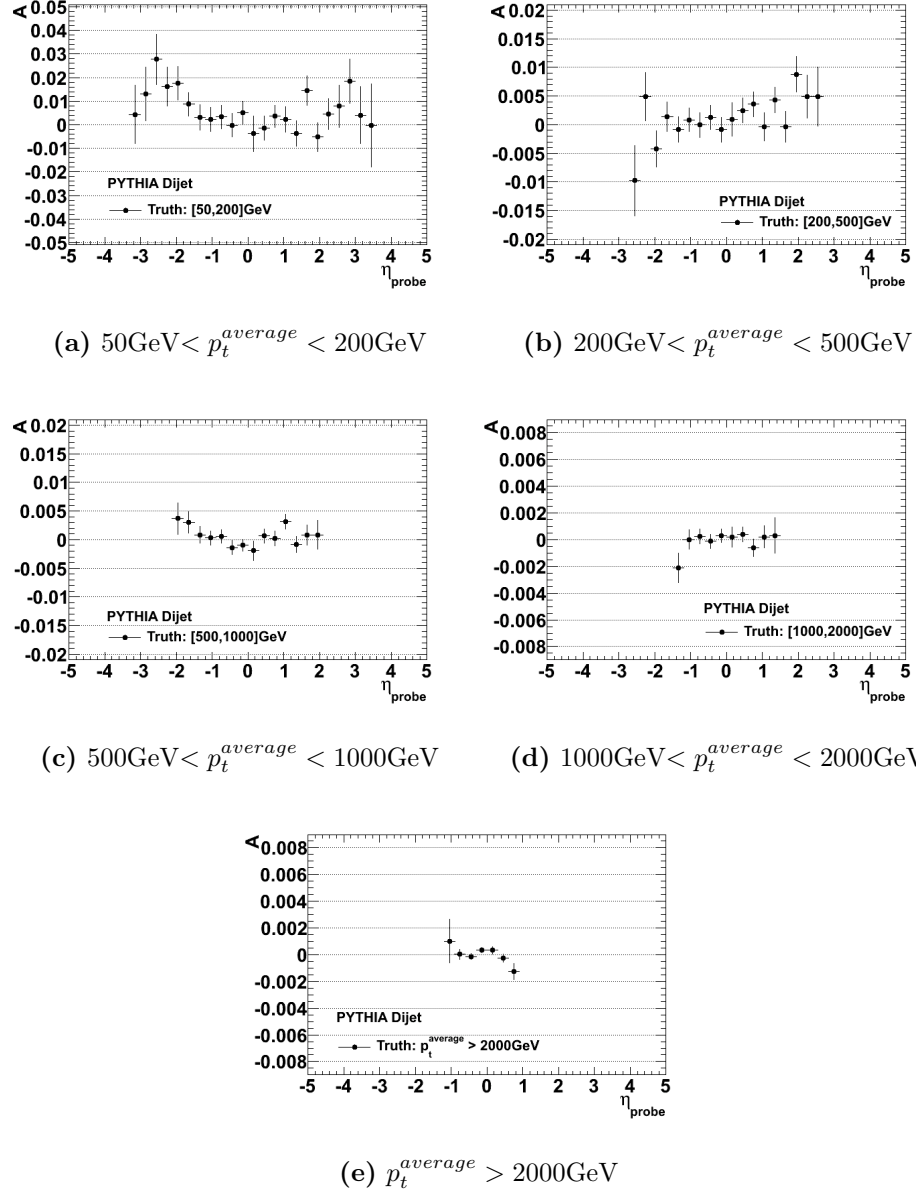 A
0.05
0.04
0.03
0.02
0.01
0
-0.01
-0.02
-0.03
-0.04
-0.05
PYTHIA Dijet
Truth: [50,200]GeV
-5 -4 -3 -2 -1 0 1 2 3 4 5
η_probe
(a) 50GeV< p_t^average < 200GeV
A
0.02
0.015
0.01
0.005
0
-0.005
-0.01
-0.015
-0.02
PYTHIA Dijet
Truth: [200,500]GeV
-5 -4 -3 -2 -1 0 1 2 3 4 5
η_probe
(b) 200GeV< p_t^average < 500GeV
A
0.02
0.015
0.01
0.005
0
-0.005
-0.01
-0.015
-0.02
PYTHIA Dijet
Truth: [500,1000]GeV
-5 -4 -3 -2 -1 0 1 2 3 4 5
η_probe
(c) 500GeV< p_t^average < 1000GeV
A
0.008
0.006
0.004
0.002
0
-0.002
-0.004
-0.006
-0.008
PYTHIA Dijet
Truth: [1000,2000]GeV
-5 -4 -3 -2 -1 0 1 2 3 4 5
η_probe
(d) 1000GeV< p_t^average < 2000GeV
A
0.008
0.006
0.004
0.002
0
-0.002
-0.004
-0.006
-0.008
PYTHIA Dijet
Truth: p_t^average > 2000GeV
-5 -4 -3 -2 -1 0 1 2 3 4 5
η_probe
(e) p_t^average > 2000GeV